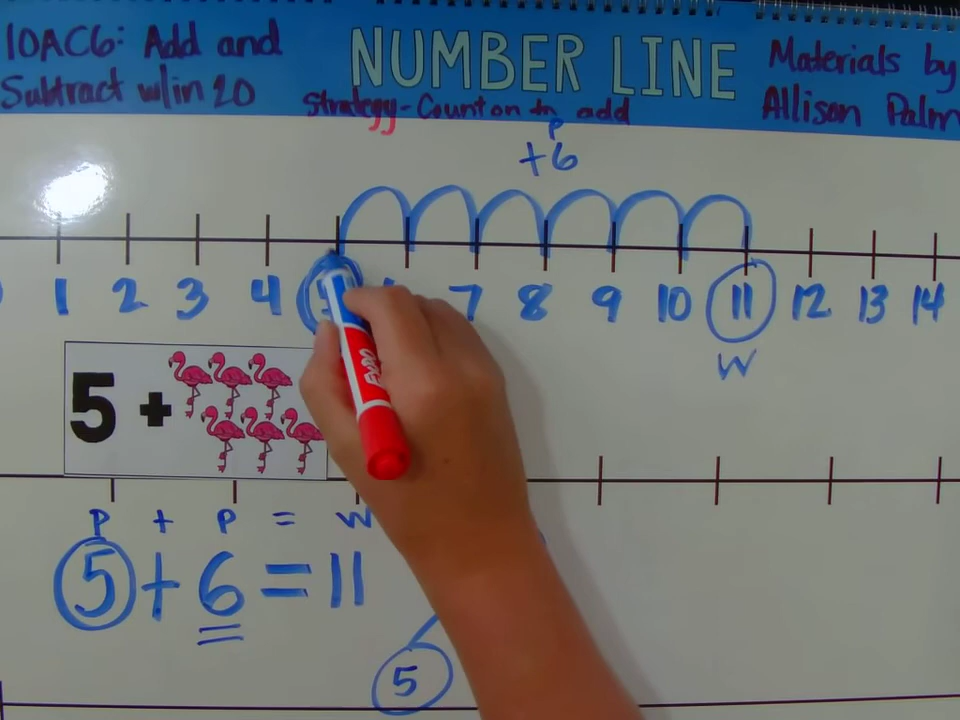 1OAC6: Add and
Subtract w/in 20
NUMBER LINE
Strategy-Count on to add
Materials by
Allison Palm
P
+6
1 2 3 4 7 8 9 10 11 12 13 14
W
5 +
P + P = W
5 + 6 = 11
5